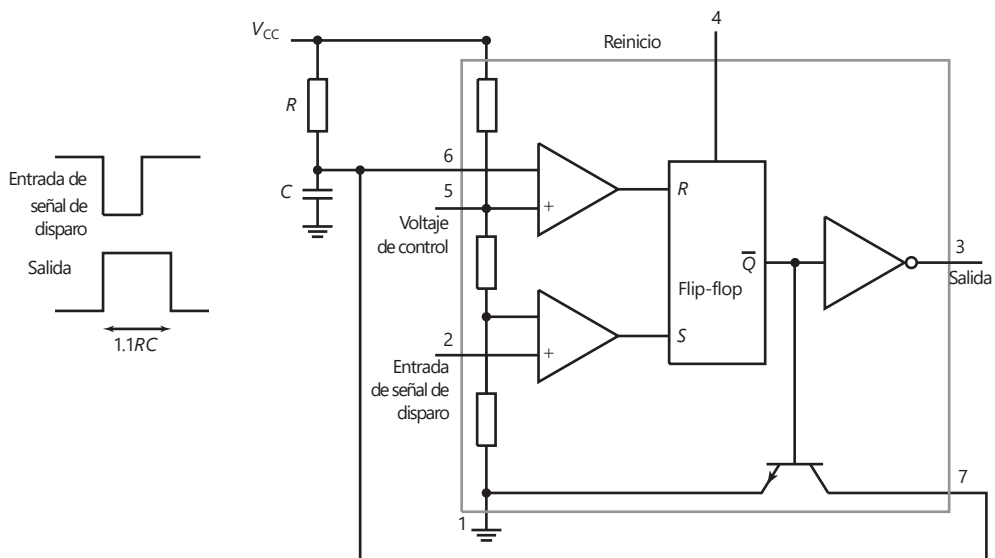 4
V_CC
Reinicio
R
6
Entrada de
señal de
disparo
C
5
+
R
Voltaje
de control
Salida
Q̅
3
Flip-flop
Salida
1.1RC
2
+
S
Entrada
de señal de
disparo
7
1